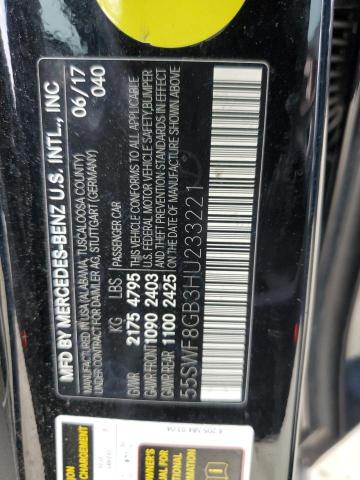 MFD BY MERCEDES-BENZ U.S. INTL., INC
MANUFACTURED IN USA (ALABAMA, TUSCALOOSA COUNTY) 06/17
UNDER CONTRACT FOR DAIMLER AG, STUTTGART (GERMANY) 040
KG LBS PASSENGER CAR
GVWR 2175 4795 THIS VEHICLE CONFORMS TO ALL APPLICABLE
GAWR FRONT 1090 2403 U.S. FEDERAL MOTOR VEHICLE SAFETY, BUMPER
GAWR REAR 1100 2425 AND THEFT PREVENTION STANDARDS IN EFFECT ON THE DATE OF MANUFACTURE SHOWN ABOVE
55SWF8GB3HU233221
CHARGEMENT
OWNER'S
MANUAL